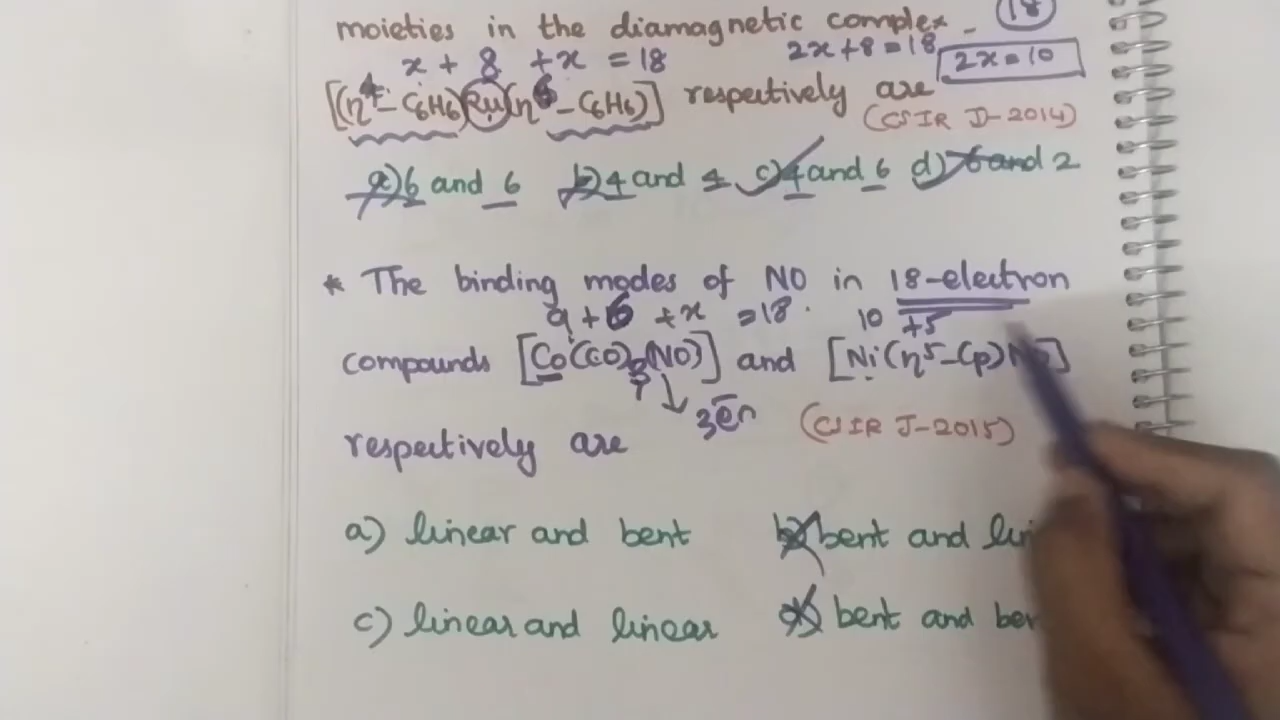 moieties in the diamagnetic complex - 18
x + 8 + x = 18 2x+8=18 2x=10
[(η4-C6H6)Ru(η6-C6H6)] respectively are
(CSIR D-2014)
a) 6 and 6 b) 4 and 4 c) 4 and 6 d) 6 and 2
* The binding modes of NO in 18-electron
9 + 6 + x = 18. 10 +5
compounds [Co(CO)3(NO)] and [Ni(η5-Cp)NO]
3en
respectively are (CSIR J-2015)
a) linear and bent b) bent and
c) linear and linear d) bent and